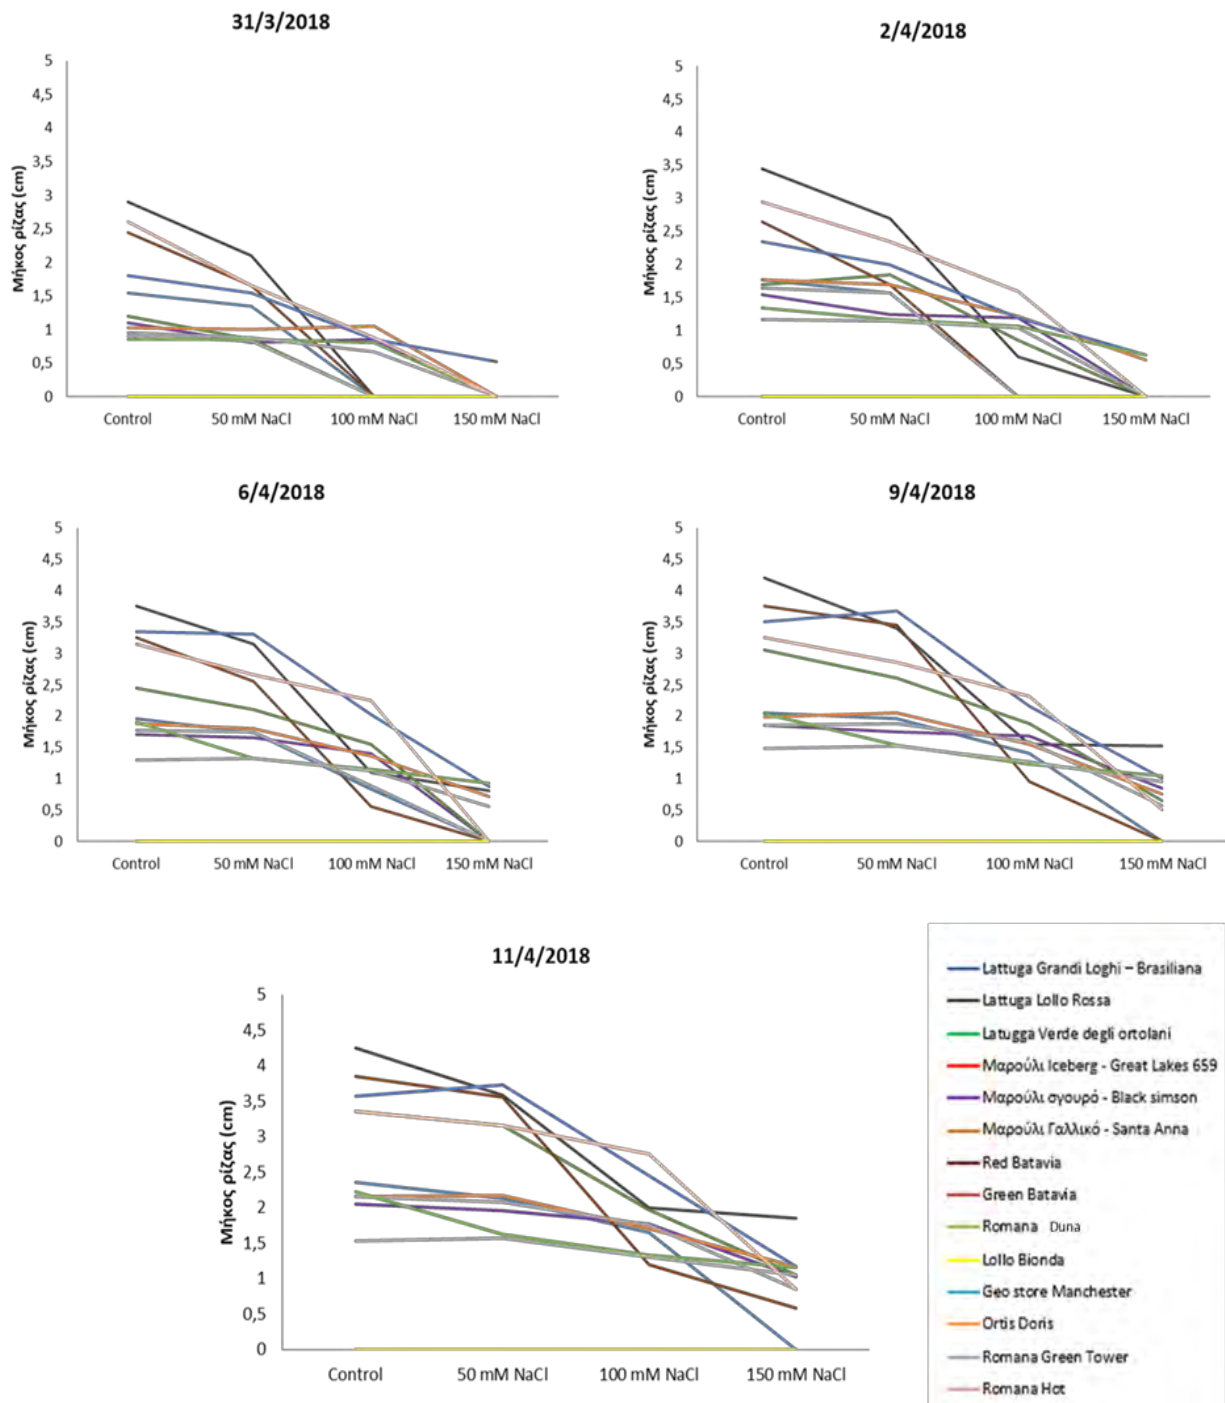 31/3/2018
Μήκος ρίζας (cm)
5
4,5
4
3,5
3
2,5
2
1,5
1
0,5
0
Control
50 mM NaCl
100 mM NaCl
150 mM NaCl
2/4/2018
Μήκος ρίζας (cm)
5
4,5
4
3,5
3
2,5
2
1,5
1
0,5
0
Control
50 mM NaCl
100 mM NaCl
150 mM NaCl
6/4/2018
Μήκος ρίζας (cm)
5
4,5
4
3,5
3
2,5
2
1,5
1
0,5
0
Control
50 mM NaCl
100 mM NaCl
150 mM NaCl
9/4/2018
Μήκος ρίζας (cm)
5
4,5
4
3,5
3
2,5
2
1,5
1
0,5
0
Control
50 mM NaCl
100 mM NaCl
150 mM NaCl
11/4/2018
Μήκος ρίζας (cm)
5
4,5
4
3,5
3
2,5
2
1,5
1
0,5
0
Control
50 mM NaCl
100 mM NaCl
150 mM NaCl
Lattuga Grandi Loghi – Brasiliana
Lattuga Lollo Rossa
Latugga Verde degli ortolani
Μαρούλι Iceberg - Great Lakes 659
Μαρούλι σγουρό - Black simson
Μαρούλι Γαλλικό - Santa Anna
Red Batavia
Green Batavia
Romana Duna
Lollo Bionda
Geo store Manchester
Ortis Doris
Romana Green Tower
Romana Hot